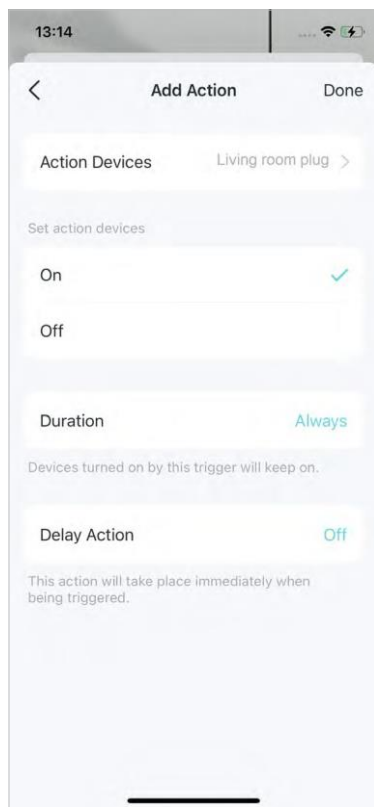 13:14
Add Action Done
Action Devices Living room plug
Set action devices
On
Off
Duration Always
Devices turned on by this trigger will keep on.
Delay Action Off
This action will take place immediately when
being triggered.